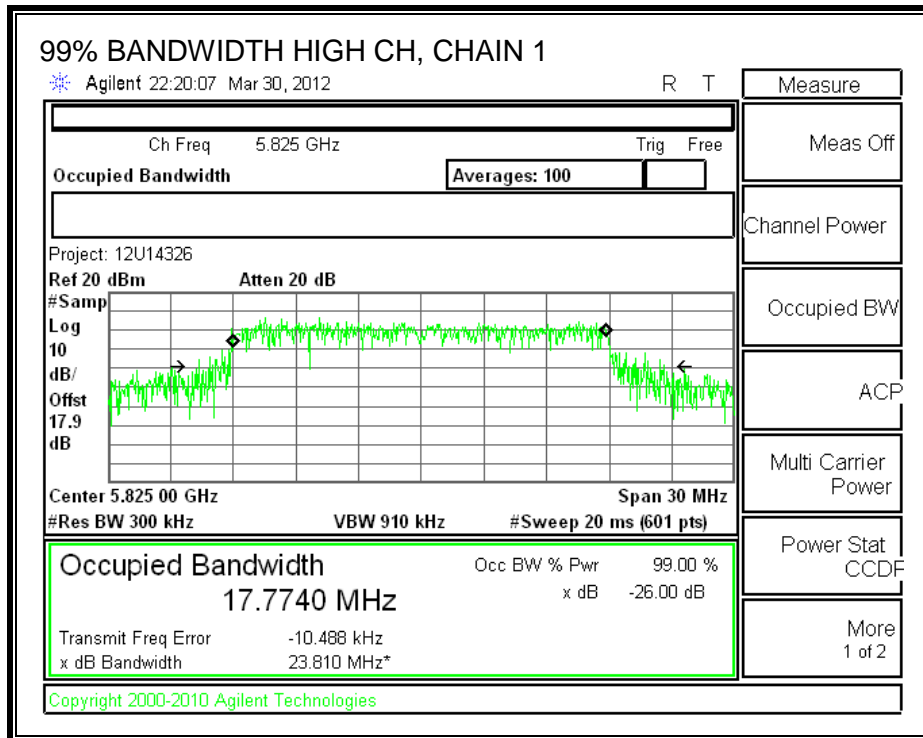 99% BANDWIDTH HIGH CH, CHAIN 1
Agilent 22:20:07 Mar 30, 2012 R T
Measure
Ch Freq 5.825 GHz Trig Free
Meas Off
Occupied Bandwidth Averages: 100
Channel Power
Project: 12U14326
Ref 20 dBm Atten 20 dB
#Samp
Log
10
dB/
Offst
17.9
dB
Occupied BW
ACP
Multi Carrier
Power
Center 5.825 00 GHz Span 30 MHz
#Res BW 300 kHz VBW 910 kHz #Sweep 20 ms (601 pts)
Power Stat
CCDF
Occupied Bandwidth Occ BW % Pwr 99.00 %
17.7740 MHz x dB -26.00 dB
Transmit Freq Error -10.488 kHz
x dB Bandwidth 23.810 MHz*
More
1 of 2
Copyright 2000-2010 Agilent Technologies